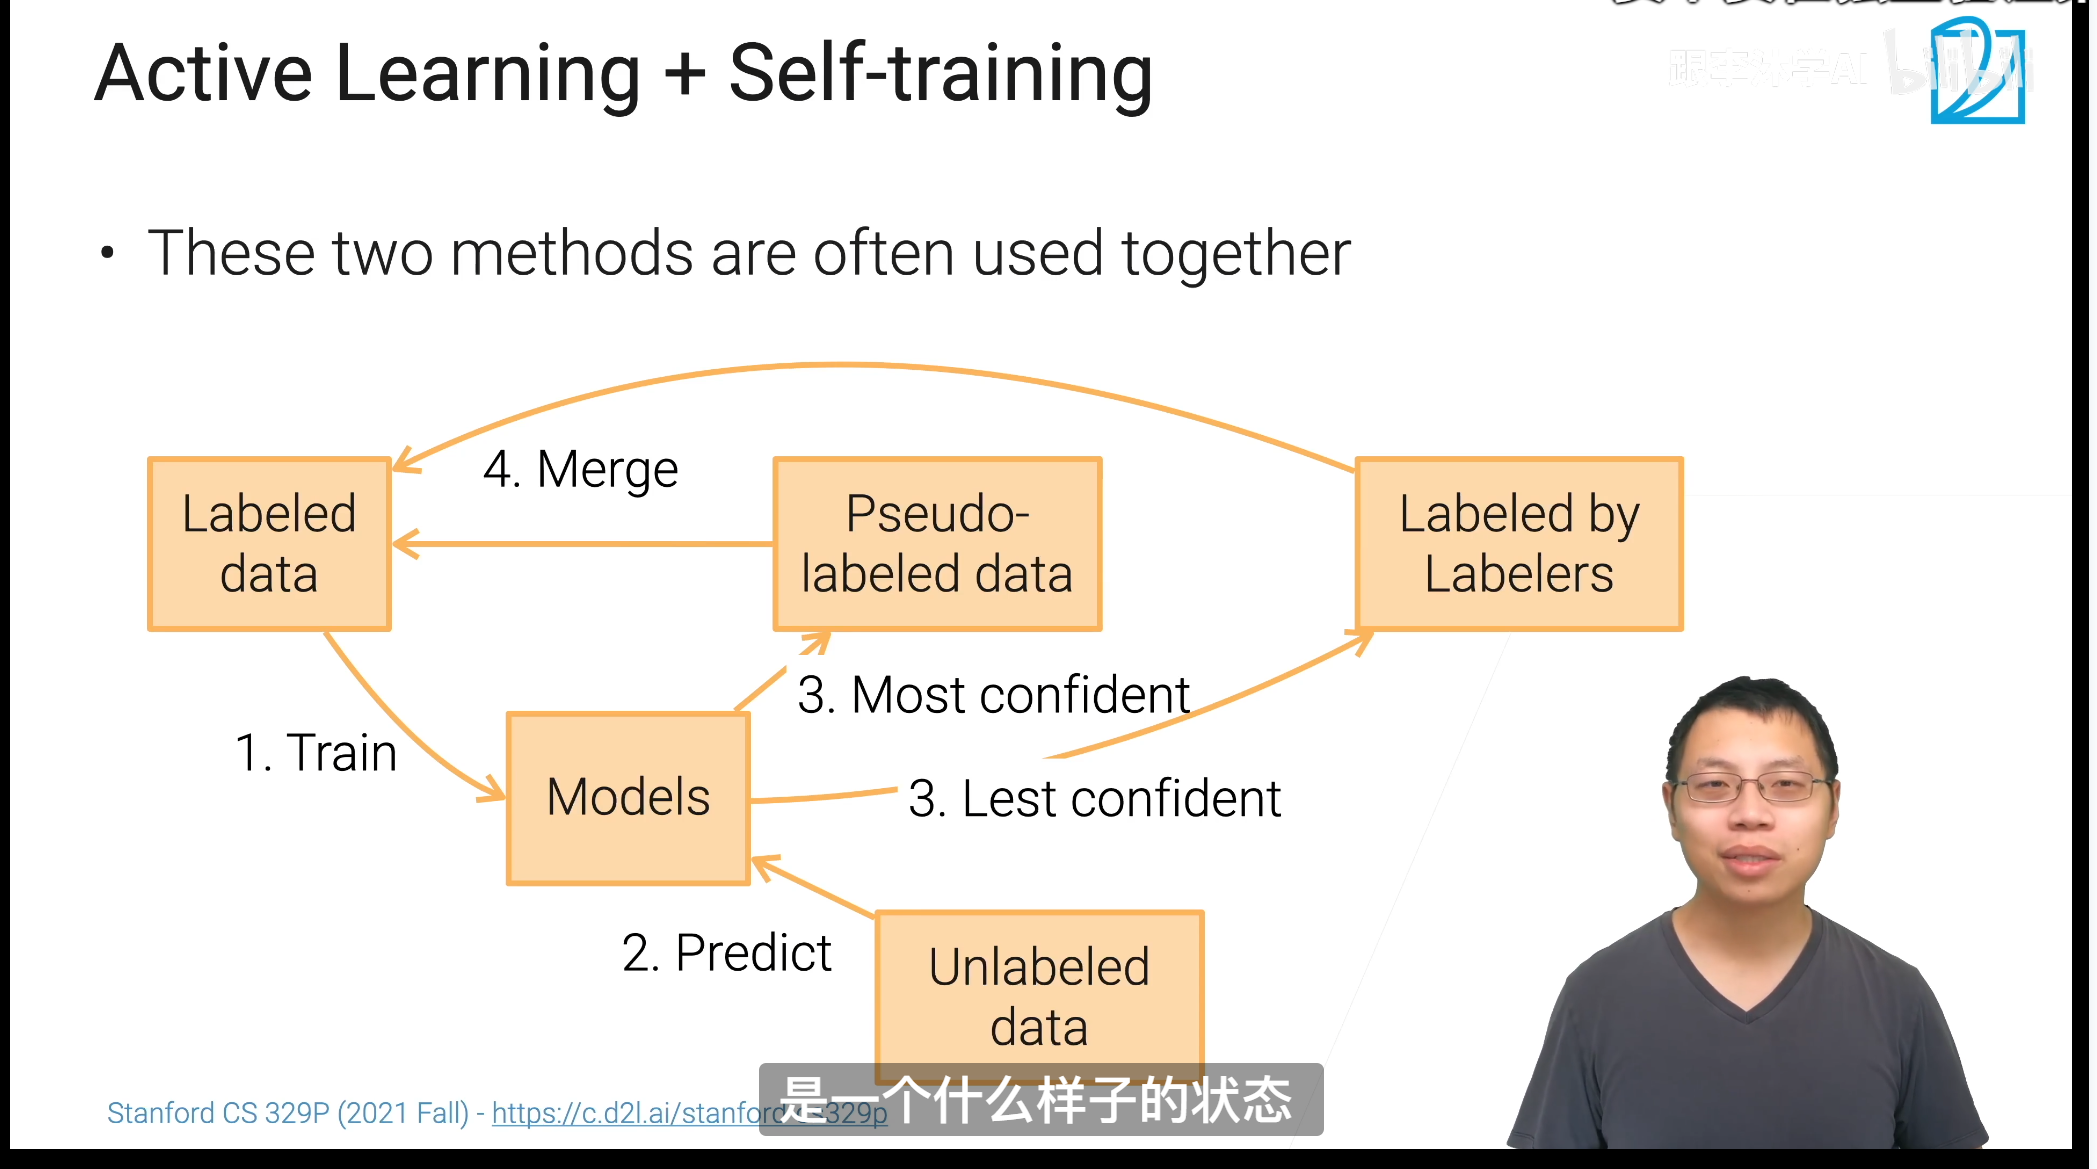 Active Learning + Self-training
跟李沐学AI bilibili
• These two methods are often used together
4. Merge
Labeled
data
Pseudo-
labeled data
Labeled by
Labelers
3. Most confident
1. Train
Models
3. Lest confident
2. Predict
Unlabeled
data
是一个什么样子的状态
Stanford CS 329P (2021 Fall) - https://c.d2l.ai/stanford-cs329p